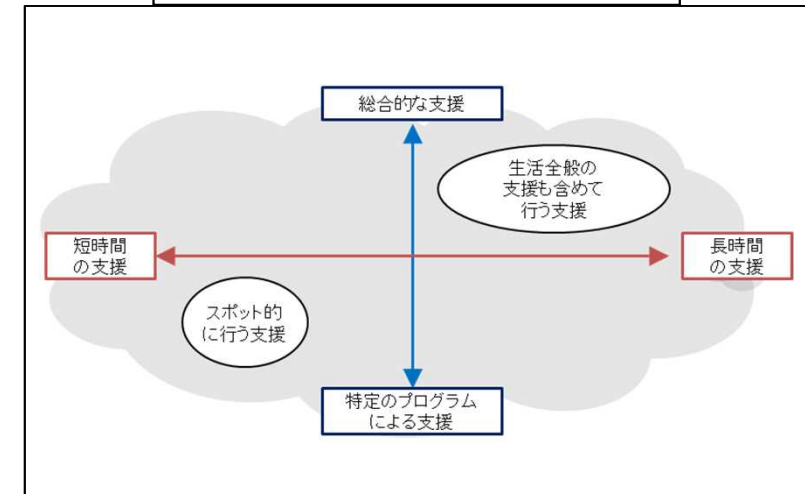 総合的な支援
生活全般の
支援も含めて
行う支援
短時間
の支援
長時間
の支援
スポット的
に行う支援
特定のプログラム
による支援